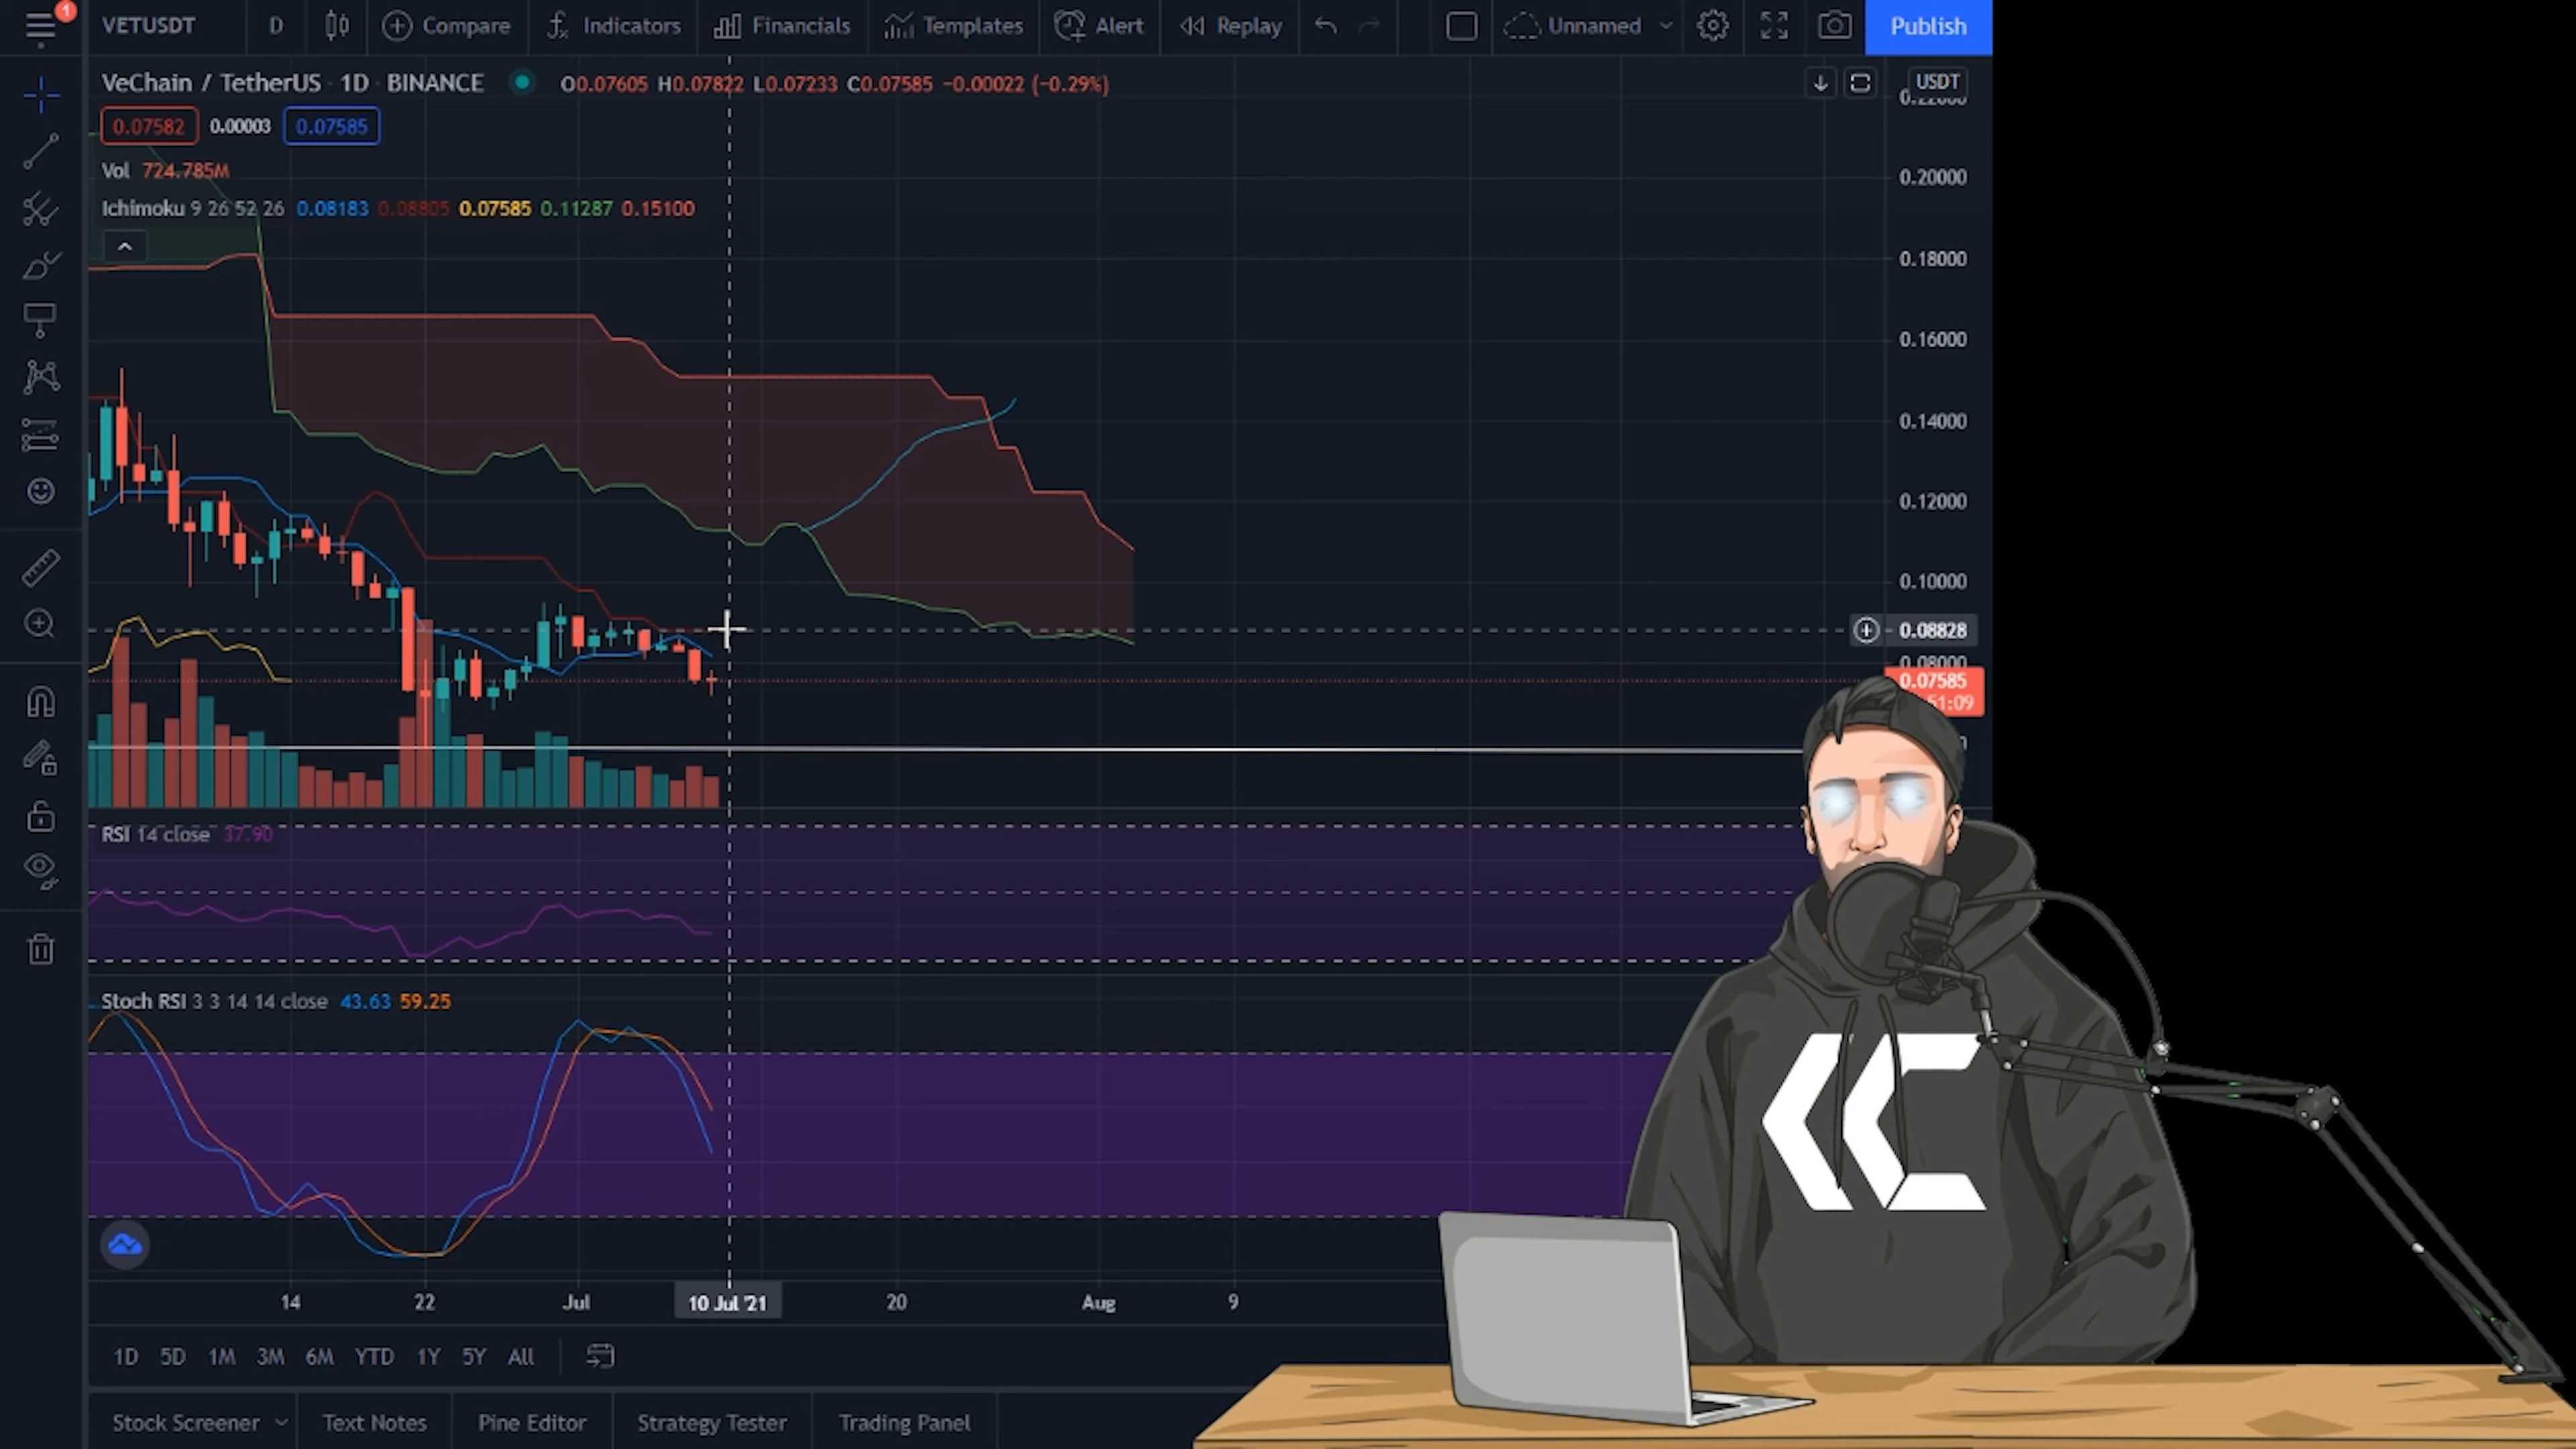 1
VETUSDT D Compare Indicators Financials Templates Alert Replay Unnamed Publish
VeChain / TetherUS · 1D · BINANCE O0.07605 H0.07822 L0.07233 C0.07585 −0.00022 (−0.29%)
USDT
0.07582 0.00003 0.07585
Vol 724.785M
Ichimoku 9 26 52 26 0.08183 0.08805 0.07585 0.11287 0.15100
0.22000
0.20000
0.18000
0.16000
0.14000
0.12000
0.10000
0.08828
0.08000
0.07585
51:09
RSI 14 close 37.90
Stoch RSI 3 3 14 14 close 43.63 59.25
14 22 Jul 10 Jul '21 20 Aug 9
1D 5D 1M 3M 6M YTD 1Y 5Y All
Stock Screener Text Notes Pine Editor Strategy Tester Trading Panel